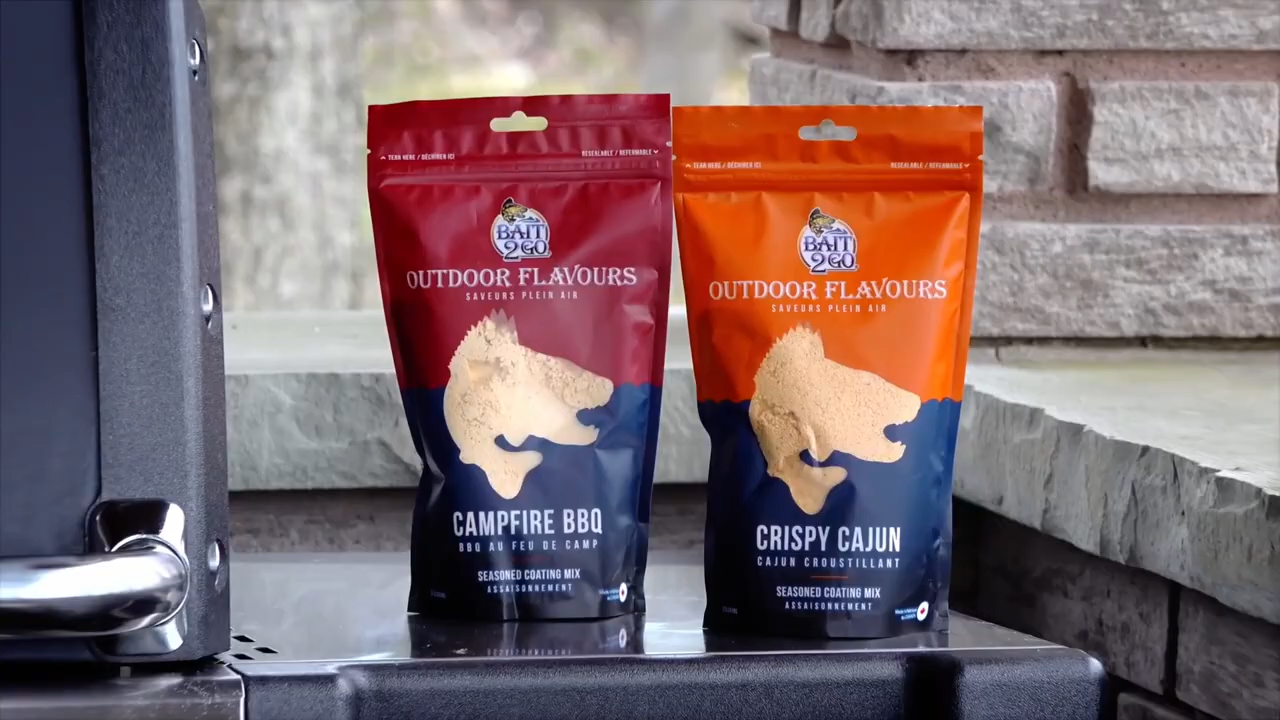 TEAR HERE / DÉCHIRER ICI
RESEALABLE / REFERMABLE
BAIT
2GO
OUTDOOR FLAVOURS
SAVEURS PLEIN AIR
CAMPFIRE BBQ
BBQ AU FEU DE CAMP
SEASONED COATING MIX
ASSAISONNEMENT
TEAR HERE / DÉCHIRER ICI
RESEALABLE / REFERMABLE
BAIT
2GO
OUTDOOR FLAVOURS
SAVEURS PLEIN AIR
CRISPY CAJUN
CAJUN CROUSTILLANT
SEASONED COATING MIX
ASSAISONNEMENT